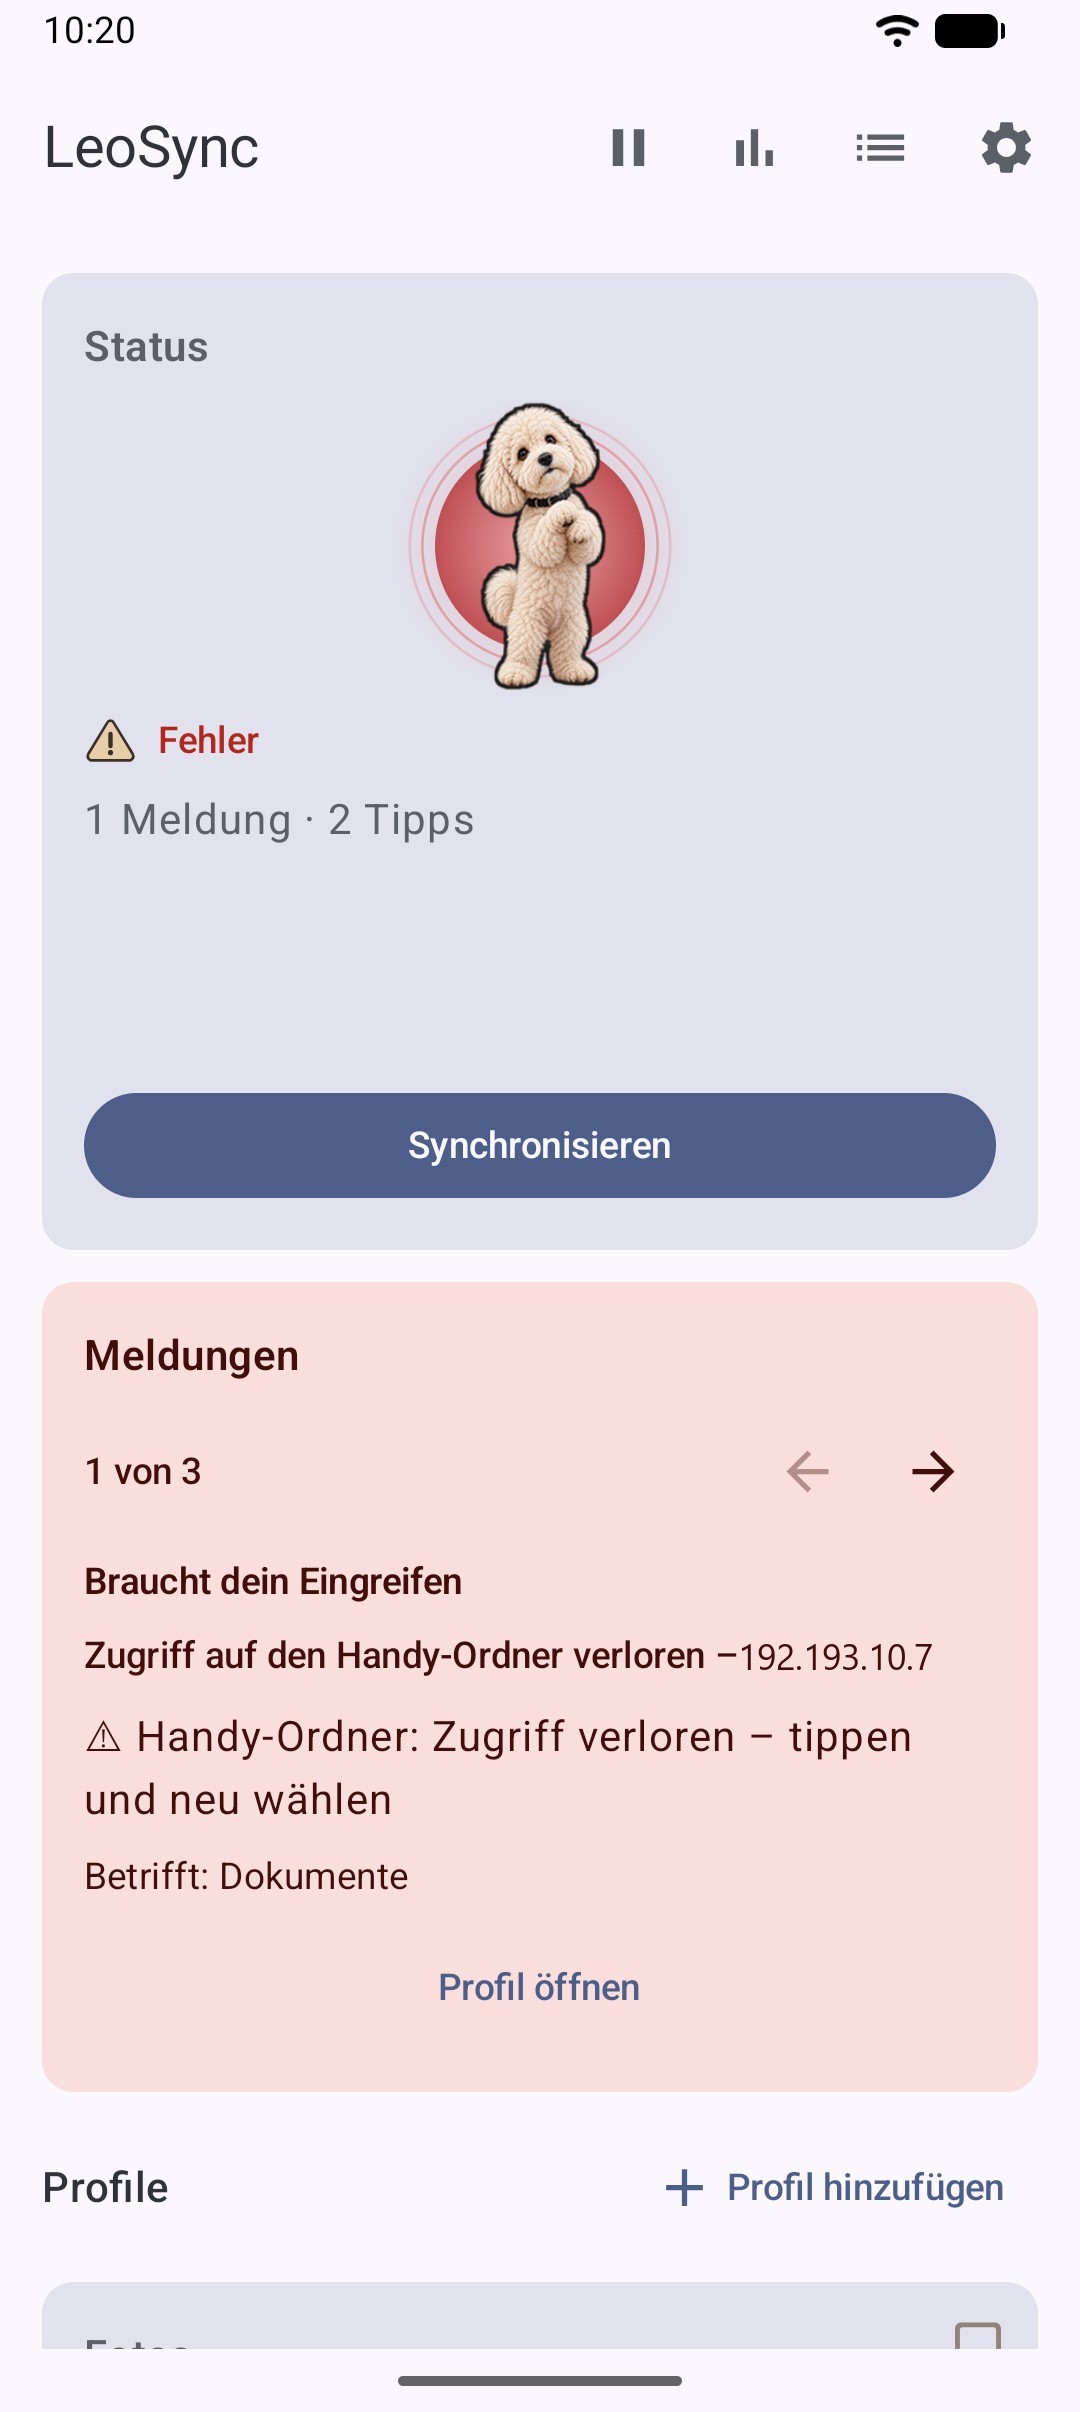 10:20
LeoSync
Status
Fehler
1 Meldung · 2 Tipps
Synchronisieren
Meldungen
1 von 3
Braucht dein Eingreifen
Zugriff auf den Handy-Ordner verloren –192.193.10.7
⚠ Handy-Ordner: Zugriff verloren – tippen
und neu wählen
Betrifft: Dokumente
Profil öffnen
Profile
Profil hinzufügen